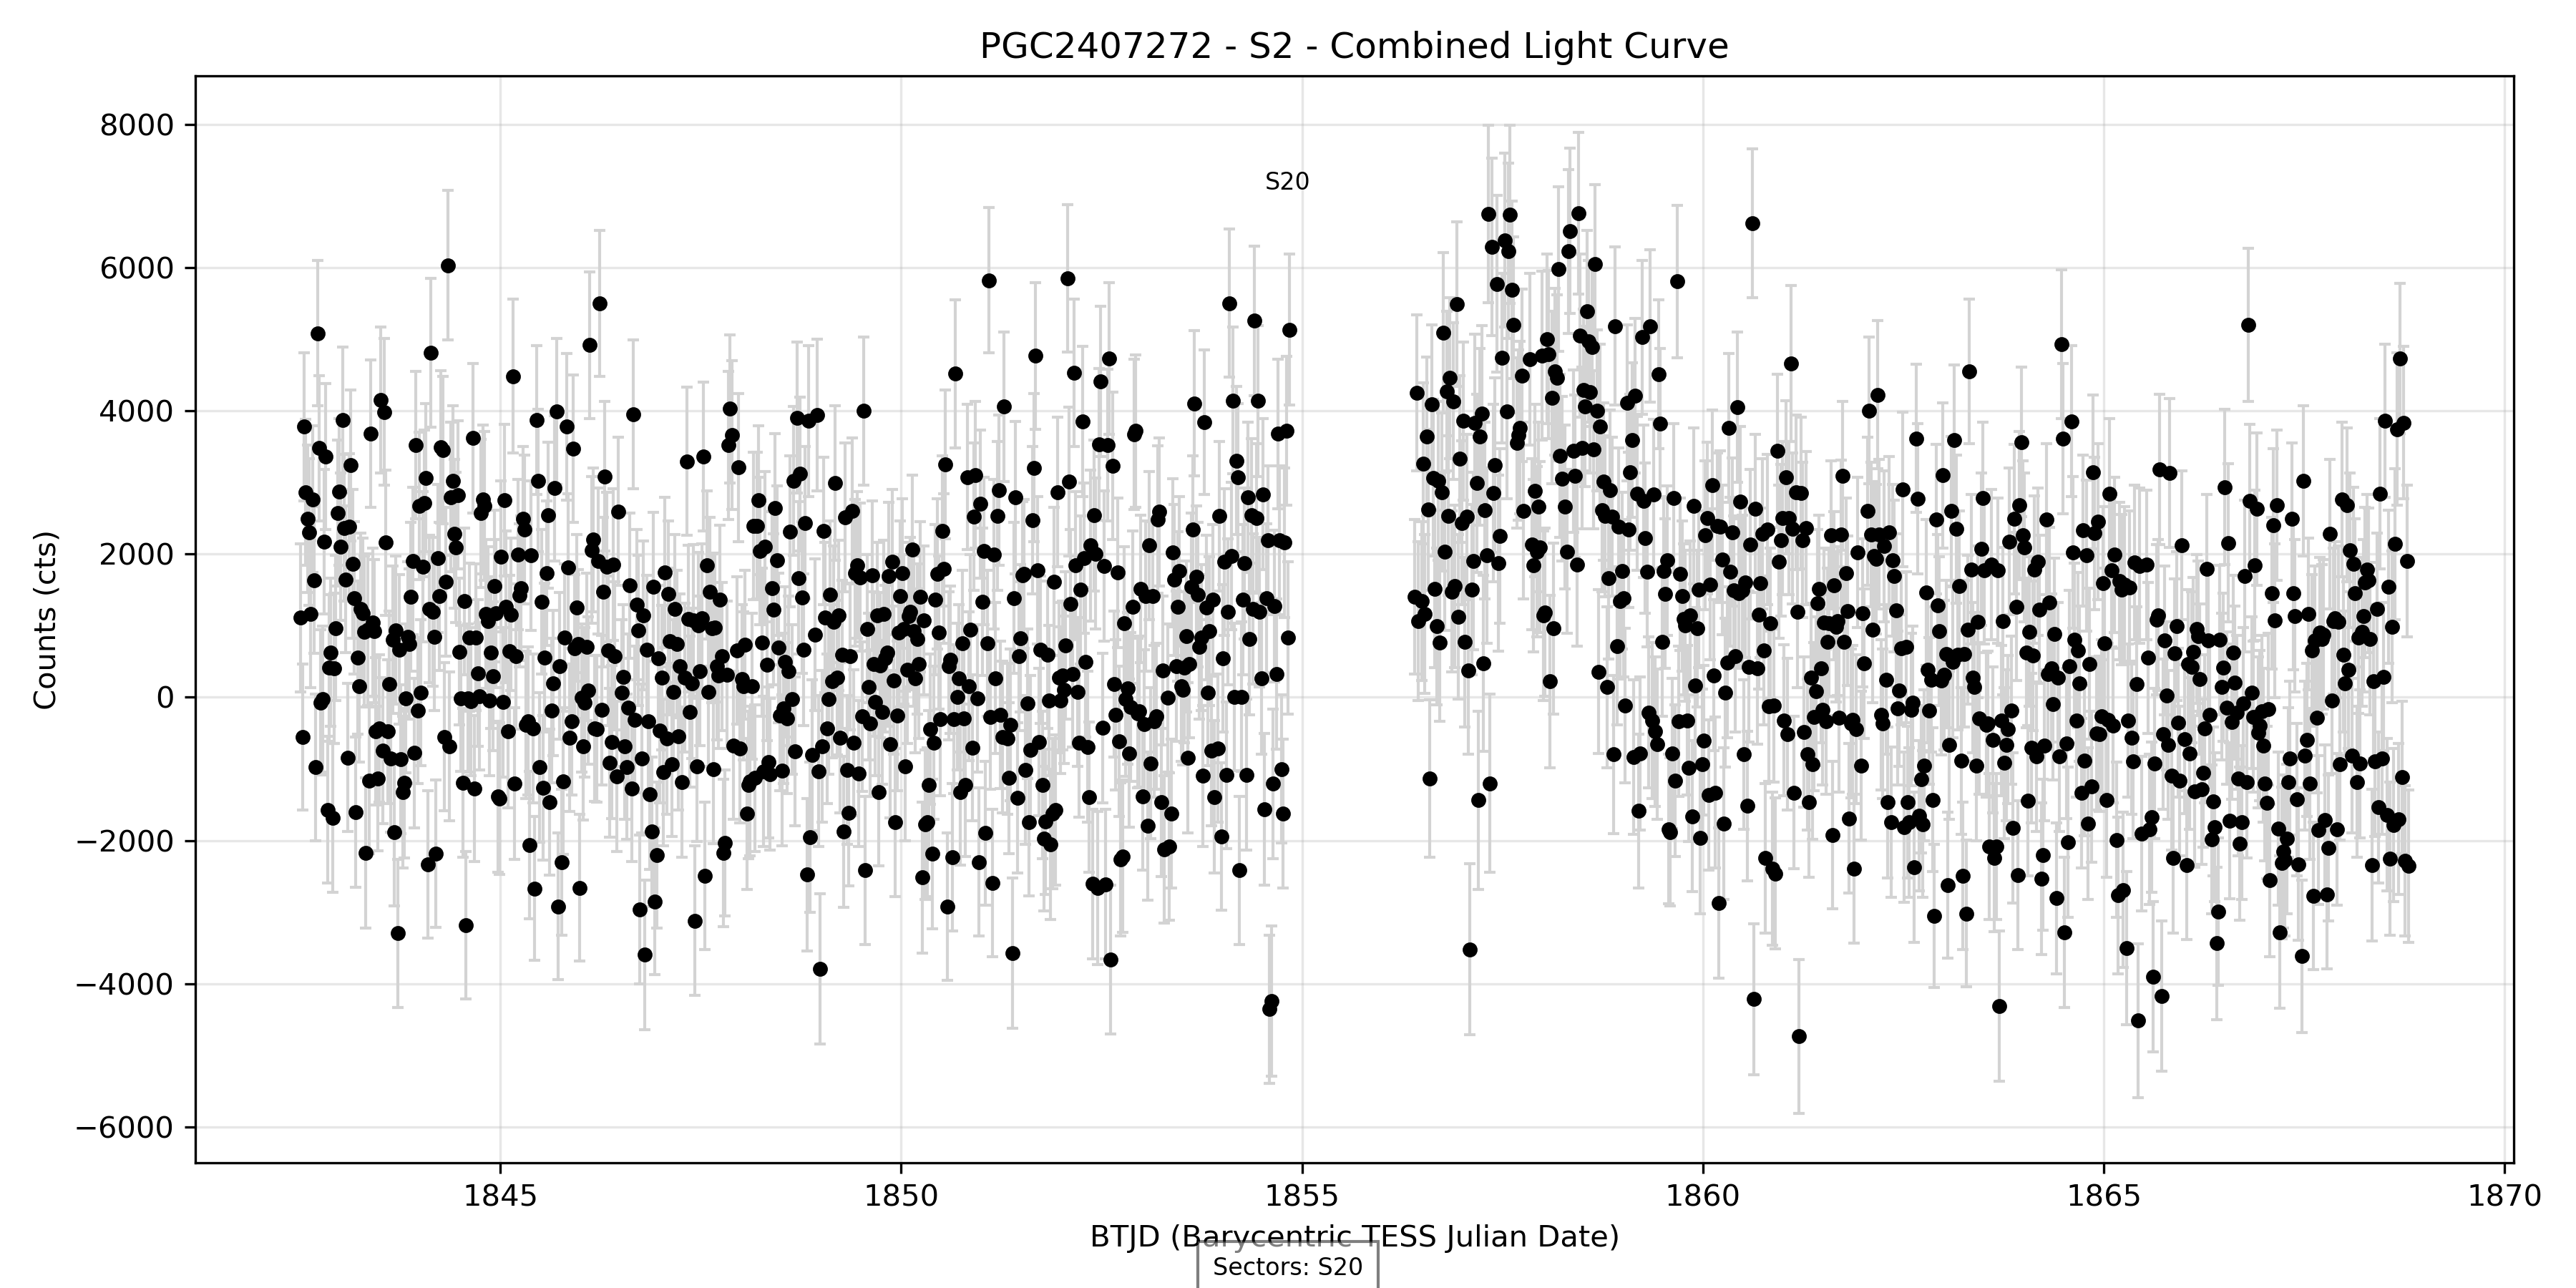 PGC2407272 - S2 - Combined Light Curve
8000
6000
4000
2000
0
−2000
−4000
−6000
Counts (cts)
S20
1845
1850
1855
1860
1865
1870
BTJD (Barycentric TESS Julian Date)
Sectors: S20